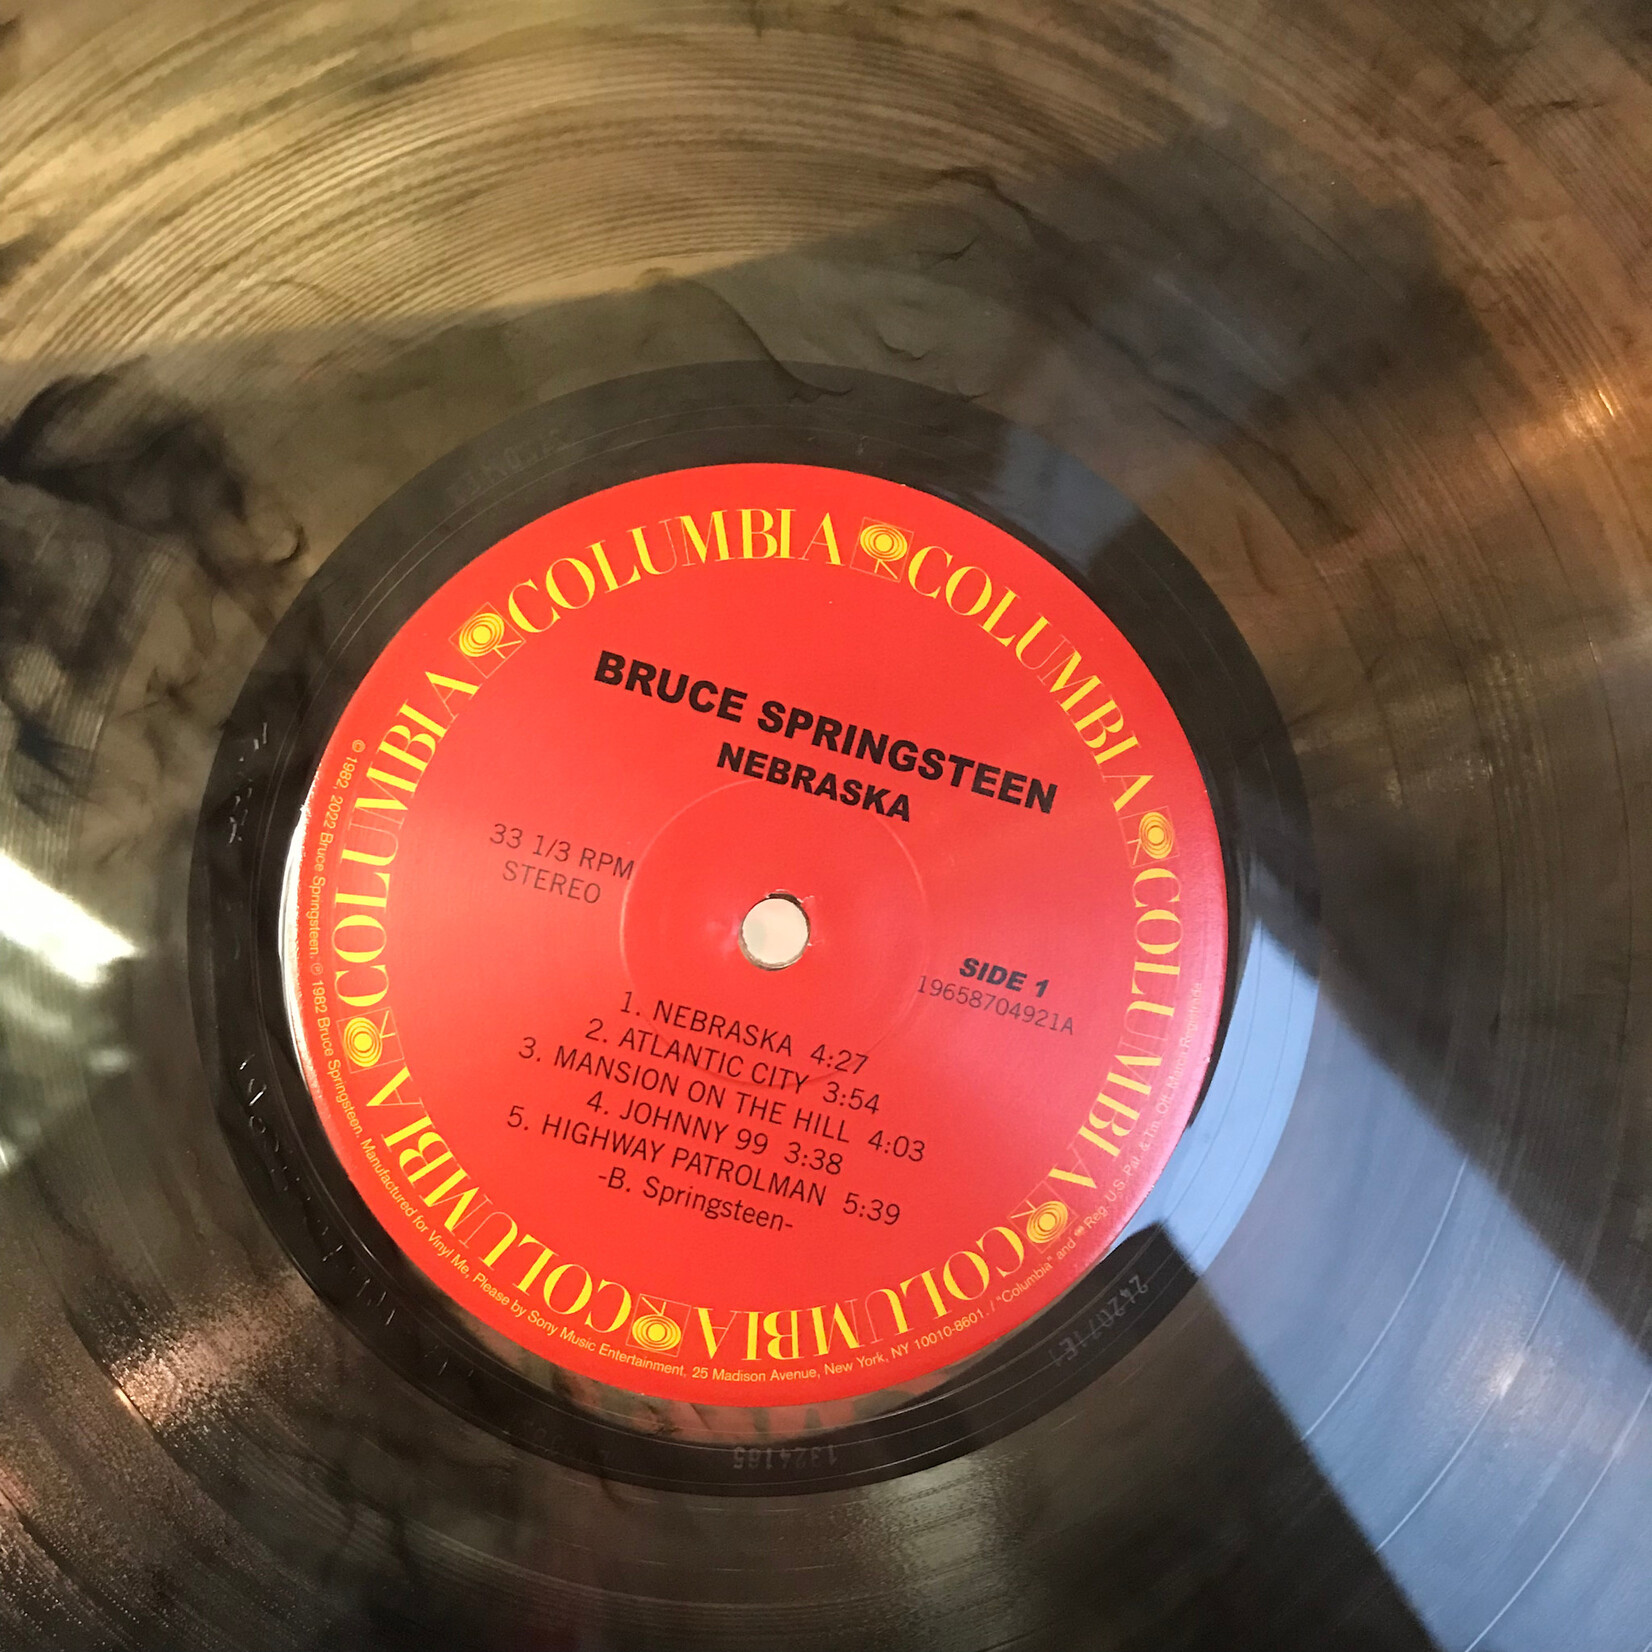 COLUMBIA COLUMBIA COLUMBIA COLUMBIA COLUMBIA COLUMBIA
BRUCE SPRINGSTEEN
NEBRASKA
33 1/3 RPM
STEREO
SIDE 1
19658704921A
1. NEBRASKA 4:27
2. ATLANTIC CITY 3:54
3. MANSION ON THE HILL 4:03
4. JOHNNY 99 3:38
5. HIGHWAY PATROLMAN 5:39
-B. Springsteen-
© 1982, 2022 Bruce Springsteen. ℗ 1982 Bruce Springsteen. Manufactured for Vinyl Me, Please by Sony Music Entertainment, 25 Madison Avenue, New York, NY 10010-8601. / "Columbia" and Reg U.S. Pat. & Tm. Off. Marca Registrada.
242071E
1324185